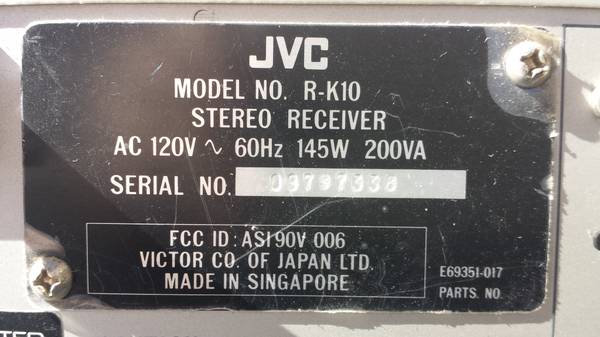 JVC
MODEL NO. R-K10
STEREO RECEIVER
AC 120V ~ 60Hz 145W 200VA
SERIAL NO. 09797338
FCC ID: ASI90V 006
VICTOR CO. OF JAPAN LTD.
MADE IN SINGAPORE
E69351-017
PARTS. NO.